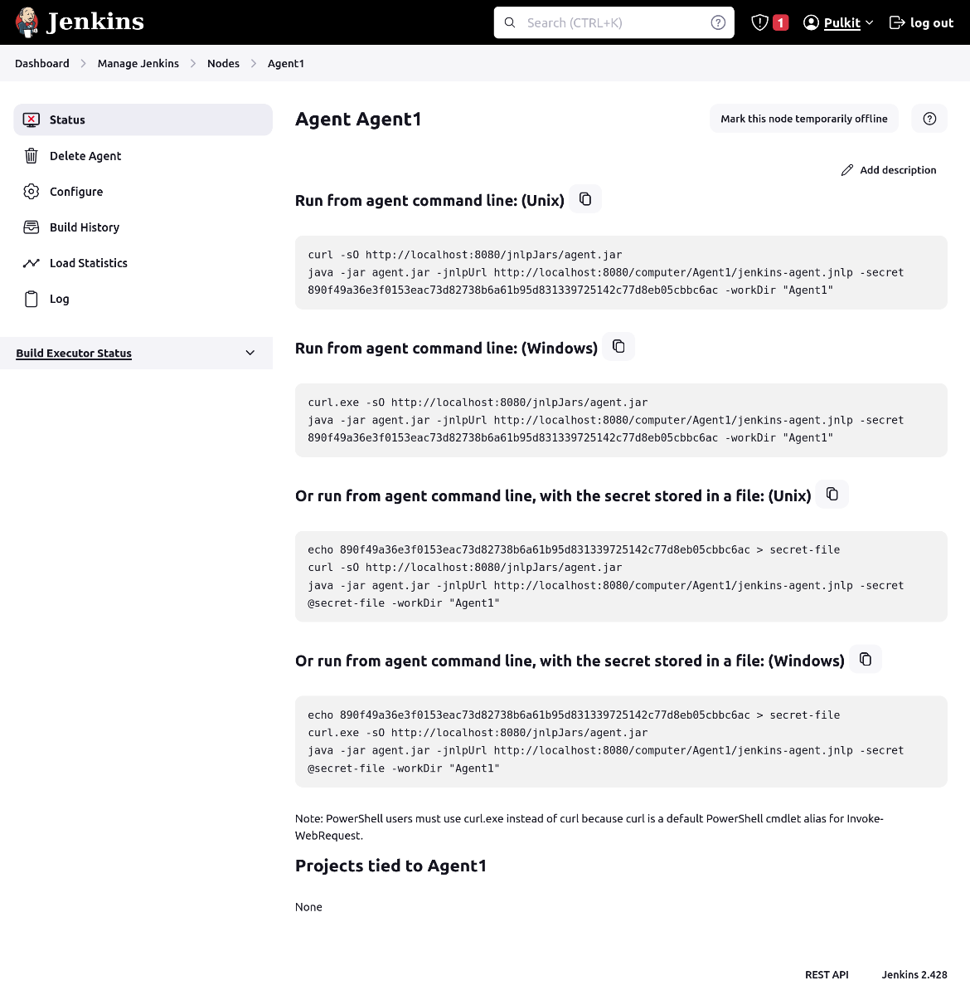 Jenkins
Search (CTRL+K)
1
Pulkit
log out
Dashboard
Manage Jenkins
Nodes
Agent1
Status
Delete Agent
Configure
Build History
Load Statistics
Log
Build Executor Status
Agent Agent1
Mark this node temporarily offline
Add description
Run from agent command line: (Unix)
curl -sO http://localhost:8080/jnlpJars/agent.jar
java -jar agent.jar -jnlpUrl http://localhost:8080/computer/Agent1/jenkins-agent.jnlp -secret
890f49a36e3f0153eac73d82738b6a61b95d831339725142c77d8eb05cbbc6ac -workDir "Agent1"
Run from agent command line: (Windows)
curl.exe -sO http://localhost:8080/jnlpJars/agent.jar
java -jar agent.jar -jnlpUrl http://localhost:8080/computer/Agent1/jenkins-agent.jnlp -secret
890f49a36e3f0153eac73d82738b6a61b95d831339725142c77d8eb05cbbc6ac -workDir "Agent1"
Or run from agent command line, with the secret stored in a file: (Unix)
echo 890f49a36e3f0153eac73d82738b6a61b95d831339725142c77d8eb05cbbc6ac > secret-file
curl -sO http://localhost:8080/jnlpJars/agent.jar
java -jar agent.jar -jnlpUrl http://localhost:8080/computer/Agent1/jenkins-agent.jnlp -secret
@secret-file -workDir "Agent1"
Or run from agent command line, with the secret stored in a file: (Windows)
echo 890f49a36e3f0153eac73d82738b6a61b95d831339725142c77d8eb05cbbc6ac > secret-file
curl.exe -sO http://localhost:8080/jnlpJars/agent.jar
java -jar agent.jar -jnlpUrl http://localhost:8080/computer/Agent1/jenkins-agent.jnlp -secret
@secret-file -workDir "Agent1"
Note: PowerShell users must use curl.exe instead of curl because curl is a default PowerShell cmdlet alias for Invoke-
WebRequest.
Projects tied to Agent1
None
REST API
Jenkins 2.428